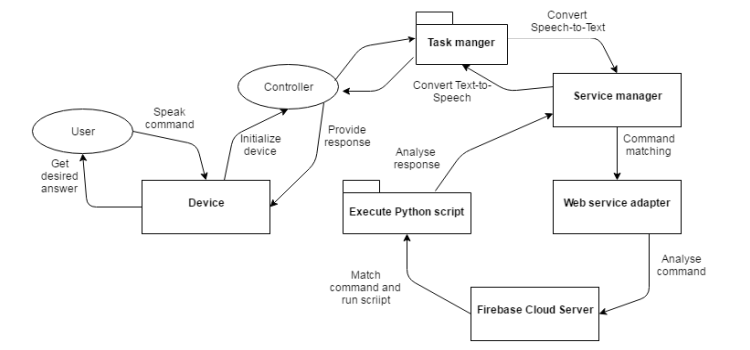 Convert
Speech-to-Text
Task manger
Controller
Convert Text-to-
Speech
Service manager
Speak
command
User
Initialize
device
Provide
response
Command
matching
Analyse
response
Get
desired
answer
Device
Execute Python script
Web service adapter
Analyse
command
Match
command and
run scriipt
Firebase Cloud Server